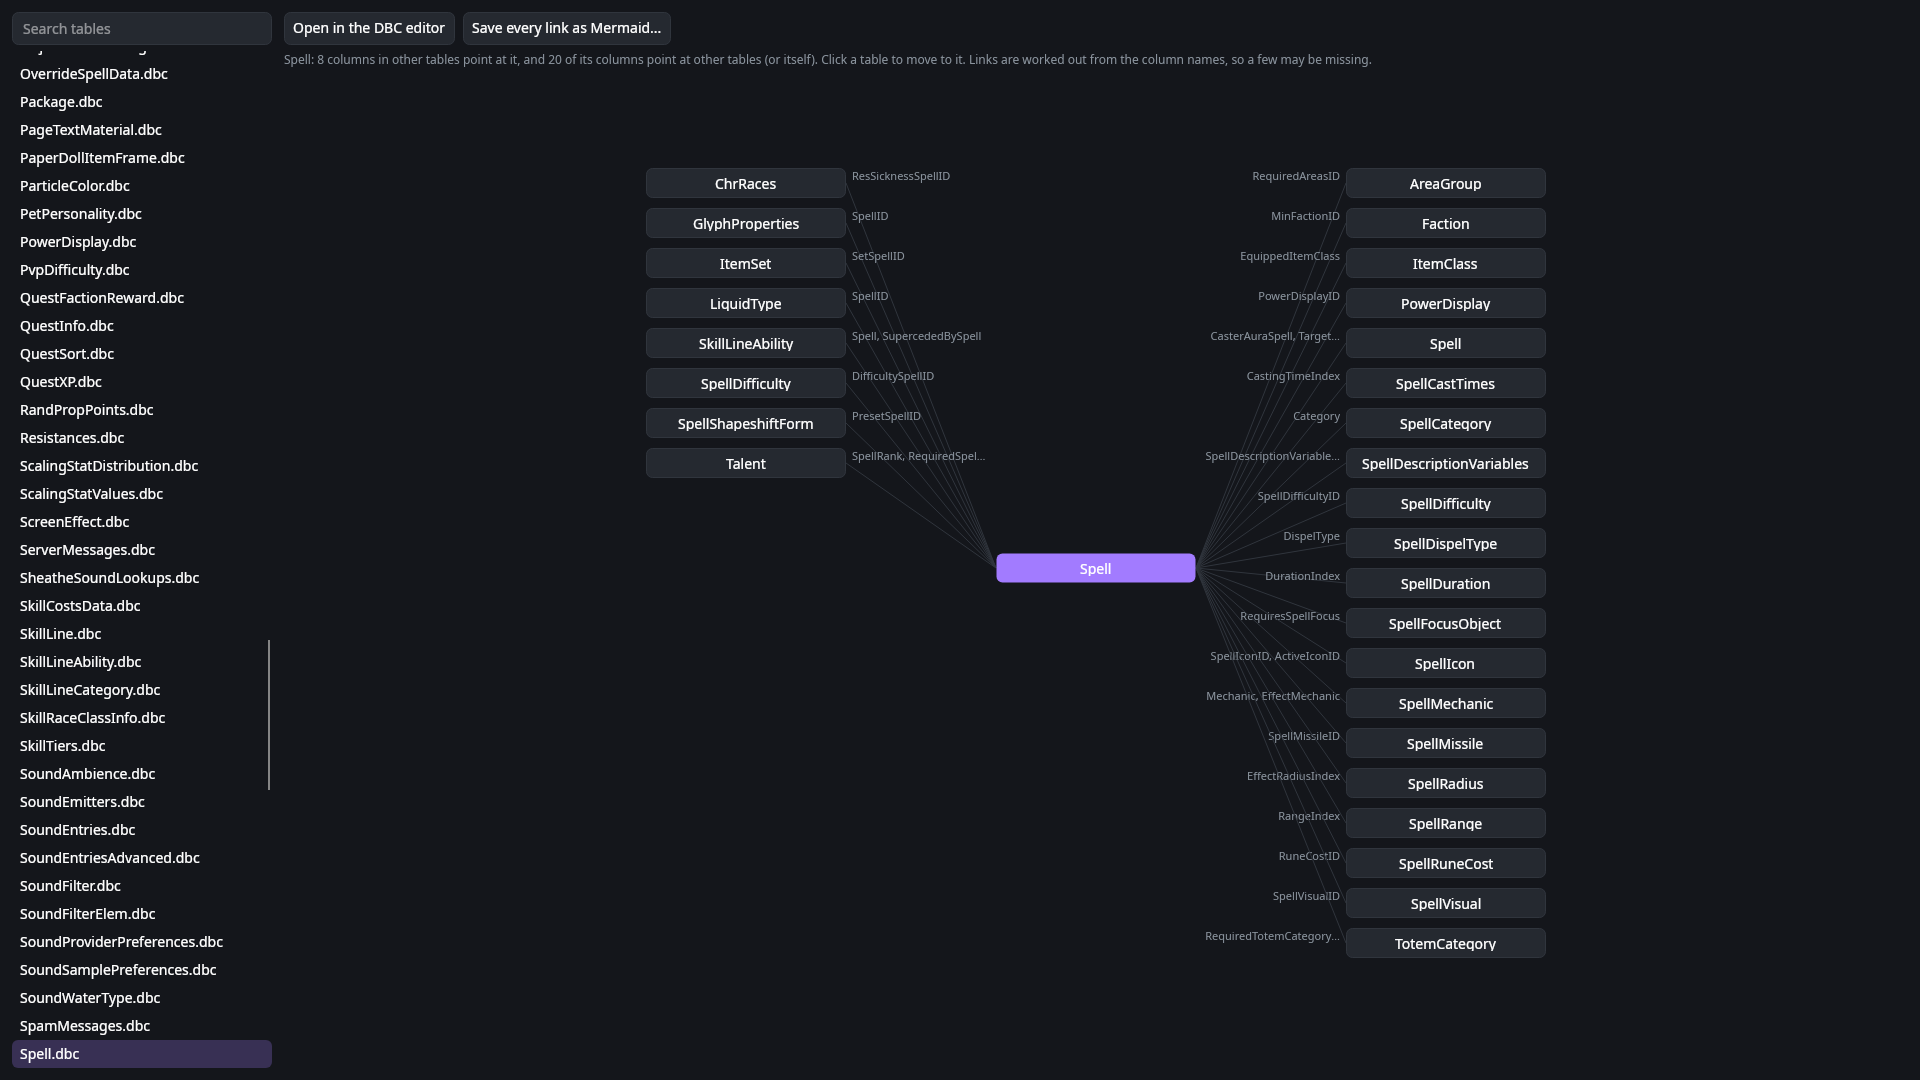 Search tables
Open in the DBC editor
Save every link as Mermaid...
Spell: 8 columns in other tables point at it, and 20 of its columns point at other tables (or itself). Click a table to move to it. Links are worked out from the column names, so a few may be missing.
OverrideSpellData.dbc
Package.dbc
PageTextMaterial.dbc
PaperDollItemFrame.dbc
ParticleColor.dbc
PetPersonality.dbc
PowerDisplay.dbc
PvpDifficulty.dbc
QuestFactionReward.dbc
QuestInfo.dbc
QuestSort.dbc
QuestXP.dbc
RandPropPoints.dbc
Resistances.dbc
ScalingStatDistribution.dbc
ScalingStatValues.dbc
ScreenEffect.dbc
ServerMessages.dbc
SheatheSoundLookups.dbc
SkillCostsData.dbc
SkillLine.dbc
SkillLineAbility.dbc
SkillLineCategory.dbc
SkillRaceClassInfo.dbc
SkillTiers.dbc
SoundAmbience.dbc
SoundEmitters.dbc
SoundEntries.dbc
SoundEntriesAdvanced.dbc
SoundFilter.dbc
SoundFilterElem.dbc
SoundProviderPreferences.dbc
SoundSamplePreferences.dbc
SoundWaterType.dbc
SpamMessages.dbc
Spell.dbc
ChrRaces
ResSicknessSpellID
GlyphProperties
SpellID
ItemSet
SetSpellID
LiquidType
SpellID
SkillLineAbility
Spell, SupercededBySpell
SpellDifficulty
DifficultySpellID
SpellShapeshiftForm
PresetSpellID
Talent
SpellRank, RequiredSpel...
Spell
RequiredAreasID
AreaGroup
MinFactionID
Faction
EquippedItemClass
ItemClass
PowerDisplayID
PowerDisplay
CasterAuraSpell, Target...
Spell
CastingTimeIndex
SpellCastTimes
Category
SpellCategory
SpellDescriptionVariable...
SpellDescriptionVariables
SpellDifficultyID
SpellDifficulty
DispelType
SpellDispelType
DurationIndex
SpellDuration
RequiresSpellFocus
SpellFocusObject
SpellIconID, ActiveIconID
SpellIcon
Mechanic, EffectMechanic
SpellMechanic
SpellMissileID
SpellMissile
EffectRadiusIndex
SpellRadius
RangeIndex
SpellRange
RuneCostID
SpellRuneCost
SpellVisualID
SpellVisual
RequiredTotemCategory...
TotemCategory